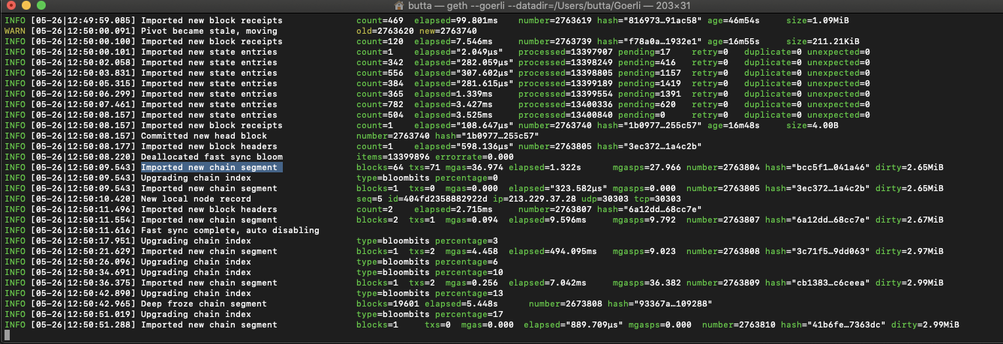 butta — geth --goerli --datadir=/Users/butta/Goerli — 203×31
INFO [05-26|12:49:59.085] Imported new block receipts count=469 elapsed=99.801ms number=2763619 hash="816973…91ac58" age=46m54s size=1.09MiB
WARN [05-26|12:50:00.091] Pivot became stale, moving old=2763620 new=2763740
INFO [05-26|12:50:00.100] Imported new block receipts count=120 elapsed=7.546ms number=2763739 hash="f78a0a…1932e1" age=16m55s size=211.21KiB
INFO [05-26|12:50:00.101] Imported new state entries count=1 elapsed="2.049µs" processed=13397907 pending=17 retry=0 duplicate=0 unexpected=0
INFO [05-26|12:50:02.058] Imported new state entries count=342 elapsed="282.059µs" processed=13398249 pending=416 retry=0 duplicate=0 unexpected=0
INFO [05-26|12:50:03.831] Imported new state entries count=556 elapsed="307.602µs" processed=13398805 pending=1157 retry=0 duplicate=0 unexpected=0
INFO [05-26|12:50:05.315] Imported new state entries count=384 elapsed="281.615µs" processed=13399189 pending=1419 retry=0 duplicate=0 unexpected=0
INFO [05-26|12:50:06.299] Imported new state entries count=365 elapsed=1.339ms processed=13399554 pending=1391 retry=0 duplicate=0 unexpected=0
INFO [05-26|12:50:07.461] Imported new state entries count=782 elapsed=3.427ms processed=13400336 pending=620 retry=0 duplicate=0 unexpected=0
INFO [05-26|12:50:08.157] Imported new state entries count=504 elapsed=3.525ms processed=13400840 pending=0 retry=0 duplicate=0 unexpected=0
INFO [05-26|12:50:08.157] Imported new block receipts count=1 elapsed="108.647µs" number=2763740 hash="1b0977…255c57" age=16m48s size=4.00B
INFO [05-26|12:50:08.157] Committed new head block number=2763740 hash="1b0977…255c57"
INFO [05-26|12:50:08.177] Imported new block headers count=1 elapsed="598.136µs" number=2763805 hash="3ec372…1a4c2b"
INFO [05-26|12:50:08.220] Deallocated fast sync bloom items=13399896 errorrate=0.000
INFO [05-26|12:50:09.543] Imported new chain segment blocks=64 txs=71 mgas=36.974 elapsed=1.322s mgasps=27.966 number=2763804 hash="bcc5f1…041a46" dirty=2.65MiB
INFO [05-26|12:50:09.543] Upgrading chain index type=bloombits percentage=0
INFO [05-26|12:50:09.543] Imported new chain segment blocks=1 txs=0 mgas=0.000 elapsed="323.582µs" mgasps=0.000 number=2763805 hash="3ec372…1a4c2b" dirty=2.65MiB
INFO [05-26|12:50:10.420] New local node record seq=5 id=404fd2358882922d ip=213.229.37.28 udp=30303 tcp=30303
INFO [05-26|12:50:11.496] Imported new block headers count=2 elapsed=2.715ms number=2763807 hash="6a12dd…68cc7e"
INFO [05-26|12:50:11.554] Imported new chain segment blocks=2 txs=1 mgas=0.094 elapsed=9.596ms mgasps=9.792 number=2763807 hash="6a12dd…68cc7e" dirty=2.67MiB
INFO [05-26|12:50:11.616] Fast sync complete, auto disabling
INFO [05-26|12:50:17.951] Upgrading chain index type=bloombits percentage=3
INFO [05-26|12:50:21.629] Imported new chain segment blocks=1 txs=2 mgas=4.458 elapsed=494.095ms mgasps=9.023 number=2763808 hash="3c71f5…9dd063" dirty=2.97MiB
INFO [05-26|12:50:26.096] Upgrading chain index type=bloombits percentage=6
INFO [05-26|12:50:34.691] Upgrading chain index type=bloombits percentage=10
INFO [05-26|12:50:36.375] Imported new chain segment blocks=1 txs=2 mgas=0.256 elapsed=7.042ms mgasps=36.382 number=2763809 hash="cb1383…c6ceea" dirty=2.99MiB
INFO [05-26|12:50:42.890] Upgrading chain index type=bloombits percentage=13
INFO [05-26|12:50:42.965] Deep froze chain segment blocks=19601 elapsed=5.448s number=2673808 hash="93367a…109288"
INFO [05-26|12:50:51.019] Upgrading chain index type=bloombits percentage=17
INFO [05-26|12:50:51.288] Imported new chain segment blocks=1 txs=0 mgas=0.000 elapsed="889.709µs" mgasps=0.000 number=2763810 hash="41b6fe…7363dc" dirty=2.99MiB